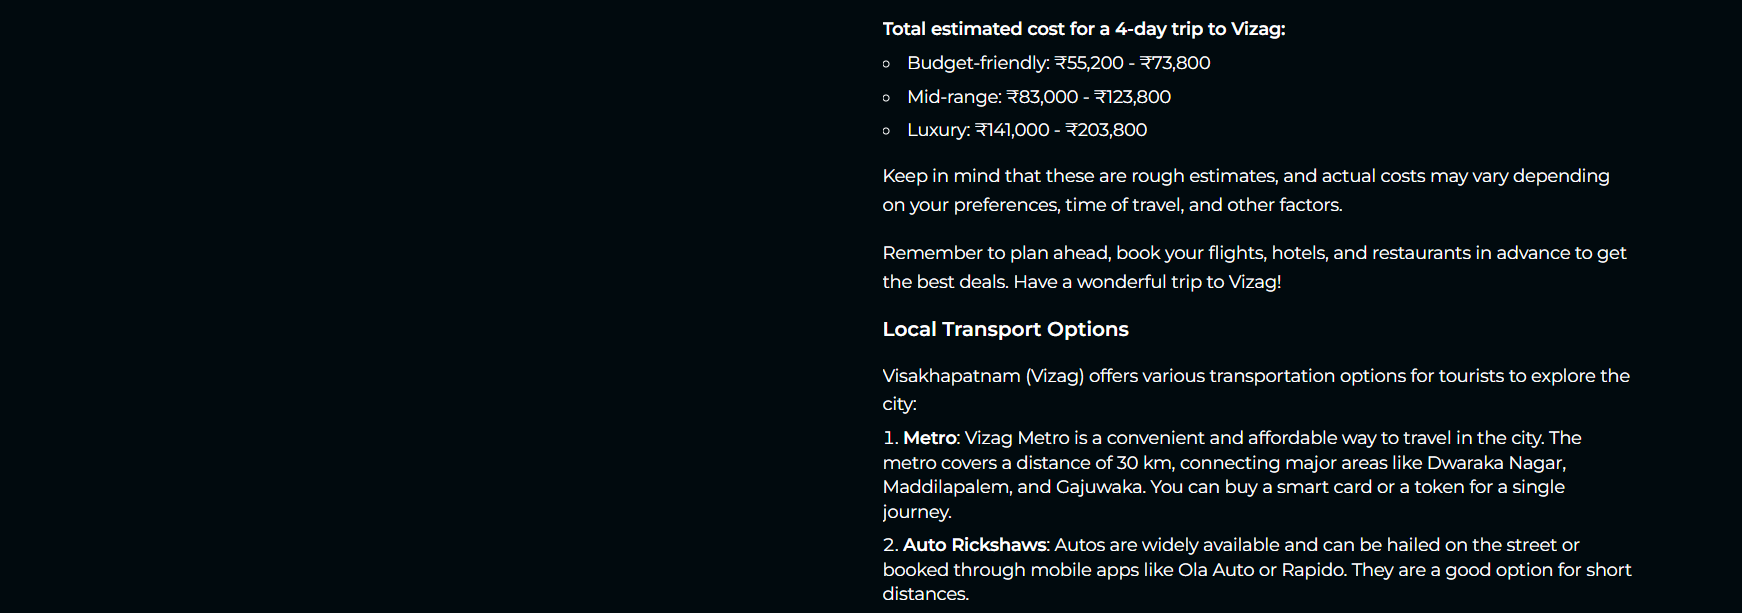 Total estimated cost for a 4-day trip to Vizag:
Budget-friendly: ₹55,200 - ₹73,800
Mid-range: ₹83,000 - ₹123,800
Luxury: ₹141,000 - ₹203,800
Keep in mind that these are rough estimates, and actual costs may vary depending
on your preferences, time of travel, and other factors.
Remember to plan ahead, book your flights, hotels, and restaurants in advance to get
the best deals. Have a wonderful trip to Vizag!
Local Transport Options
Visakhapatnam (Vizag) offers various transportation options for tourists to explore the
city:
1. Metro: Vizag Metro is a convenient and affordable way to travel in the city. The
metro covers a distance of 30 km, connecting major areas like Dwaraka Nagar,
Maddilapalem, and Gajuwaka. You can buy a smart card or a token for a single
journey.
2. Auto Rickshaws: Autos are widely available and can be hailed on the street or
booked through mobile apps like Ola Auto or Rapido. They are a good option for short
distances.